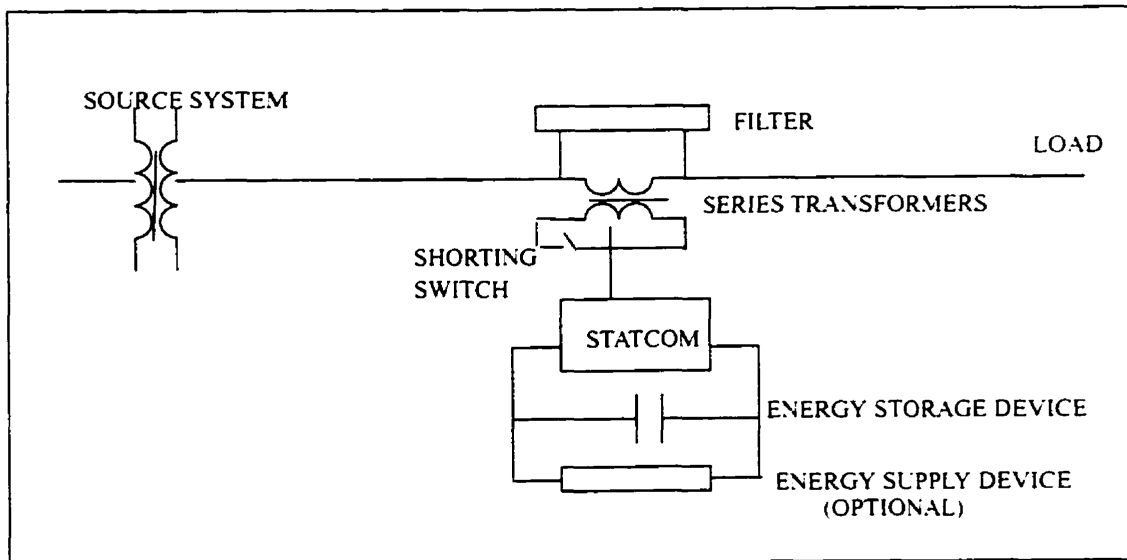 SOURCE SYSTEM
FILTER
LOAD
SERIES TRANSFORMERS
SHORTING
SWITCH
STATCOM
ENERGY STORAGE DEVICE
ENERGY SUPPLY DEVICE
(OPTIONAL)